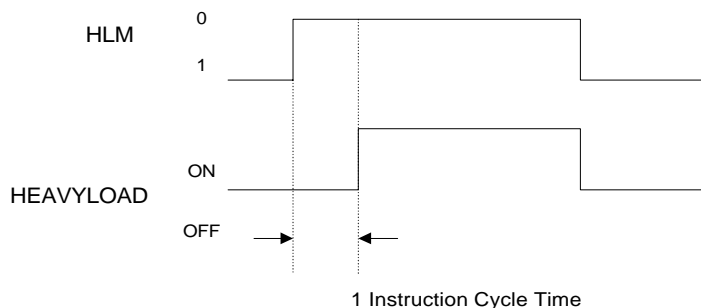 HLM
0
1
HEAVYLOAD
ON
OFF
1 Instruction Cycle Time